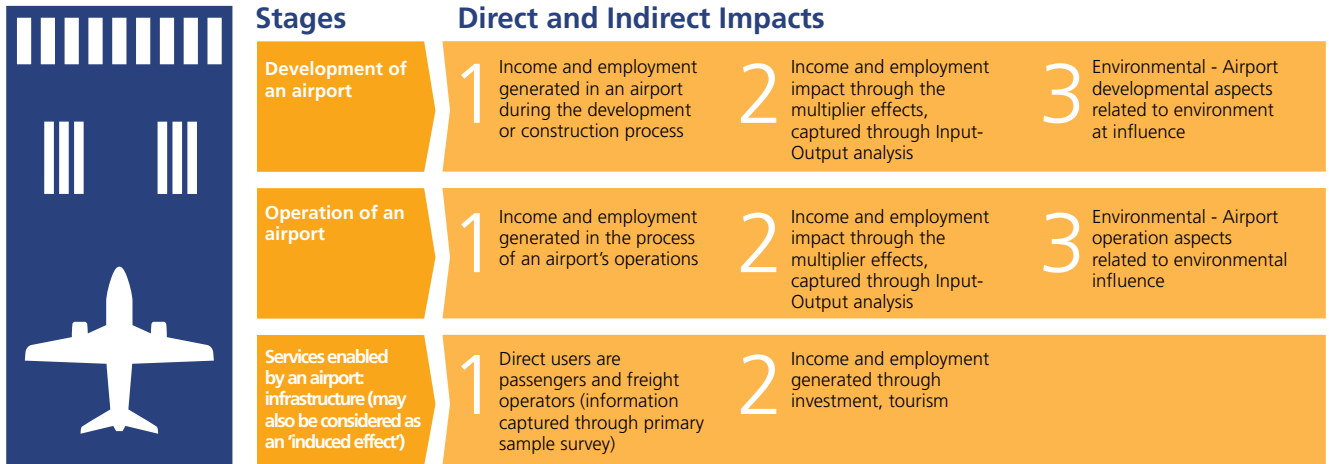 Stages
Direct and Indirect Impacts
Development of
an airport
1
Income and employment
generated in an airport
during the development
or construction process
2
Income and employment
impact through the
multiplier effects,
captured through Input-
Output analysis
3
Environmental - Airport
developmental aspects
related to environment
at influence
Operation of an
airport
1
Income and employment
generated in the process
of an airport's operations
2
Income and employment
impact through the
multiplier effects,
captured through Input-
Output analysis
3
Environmental - Airport
operation aspects
related to environmental
influence
Services enabled
by an airport:
infrastructure (may
also be considered as
an 'induced effect')
1
Direct users are
passengers and freight
operators (information
captured through primary
sample survey)
2
Income and employment
generated through
investment, tourism